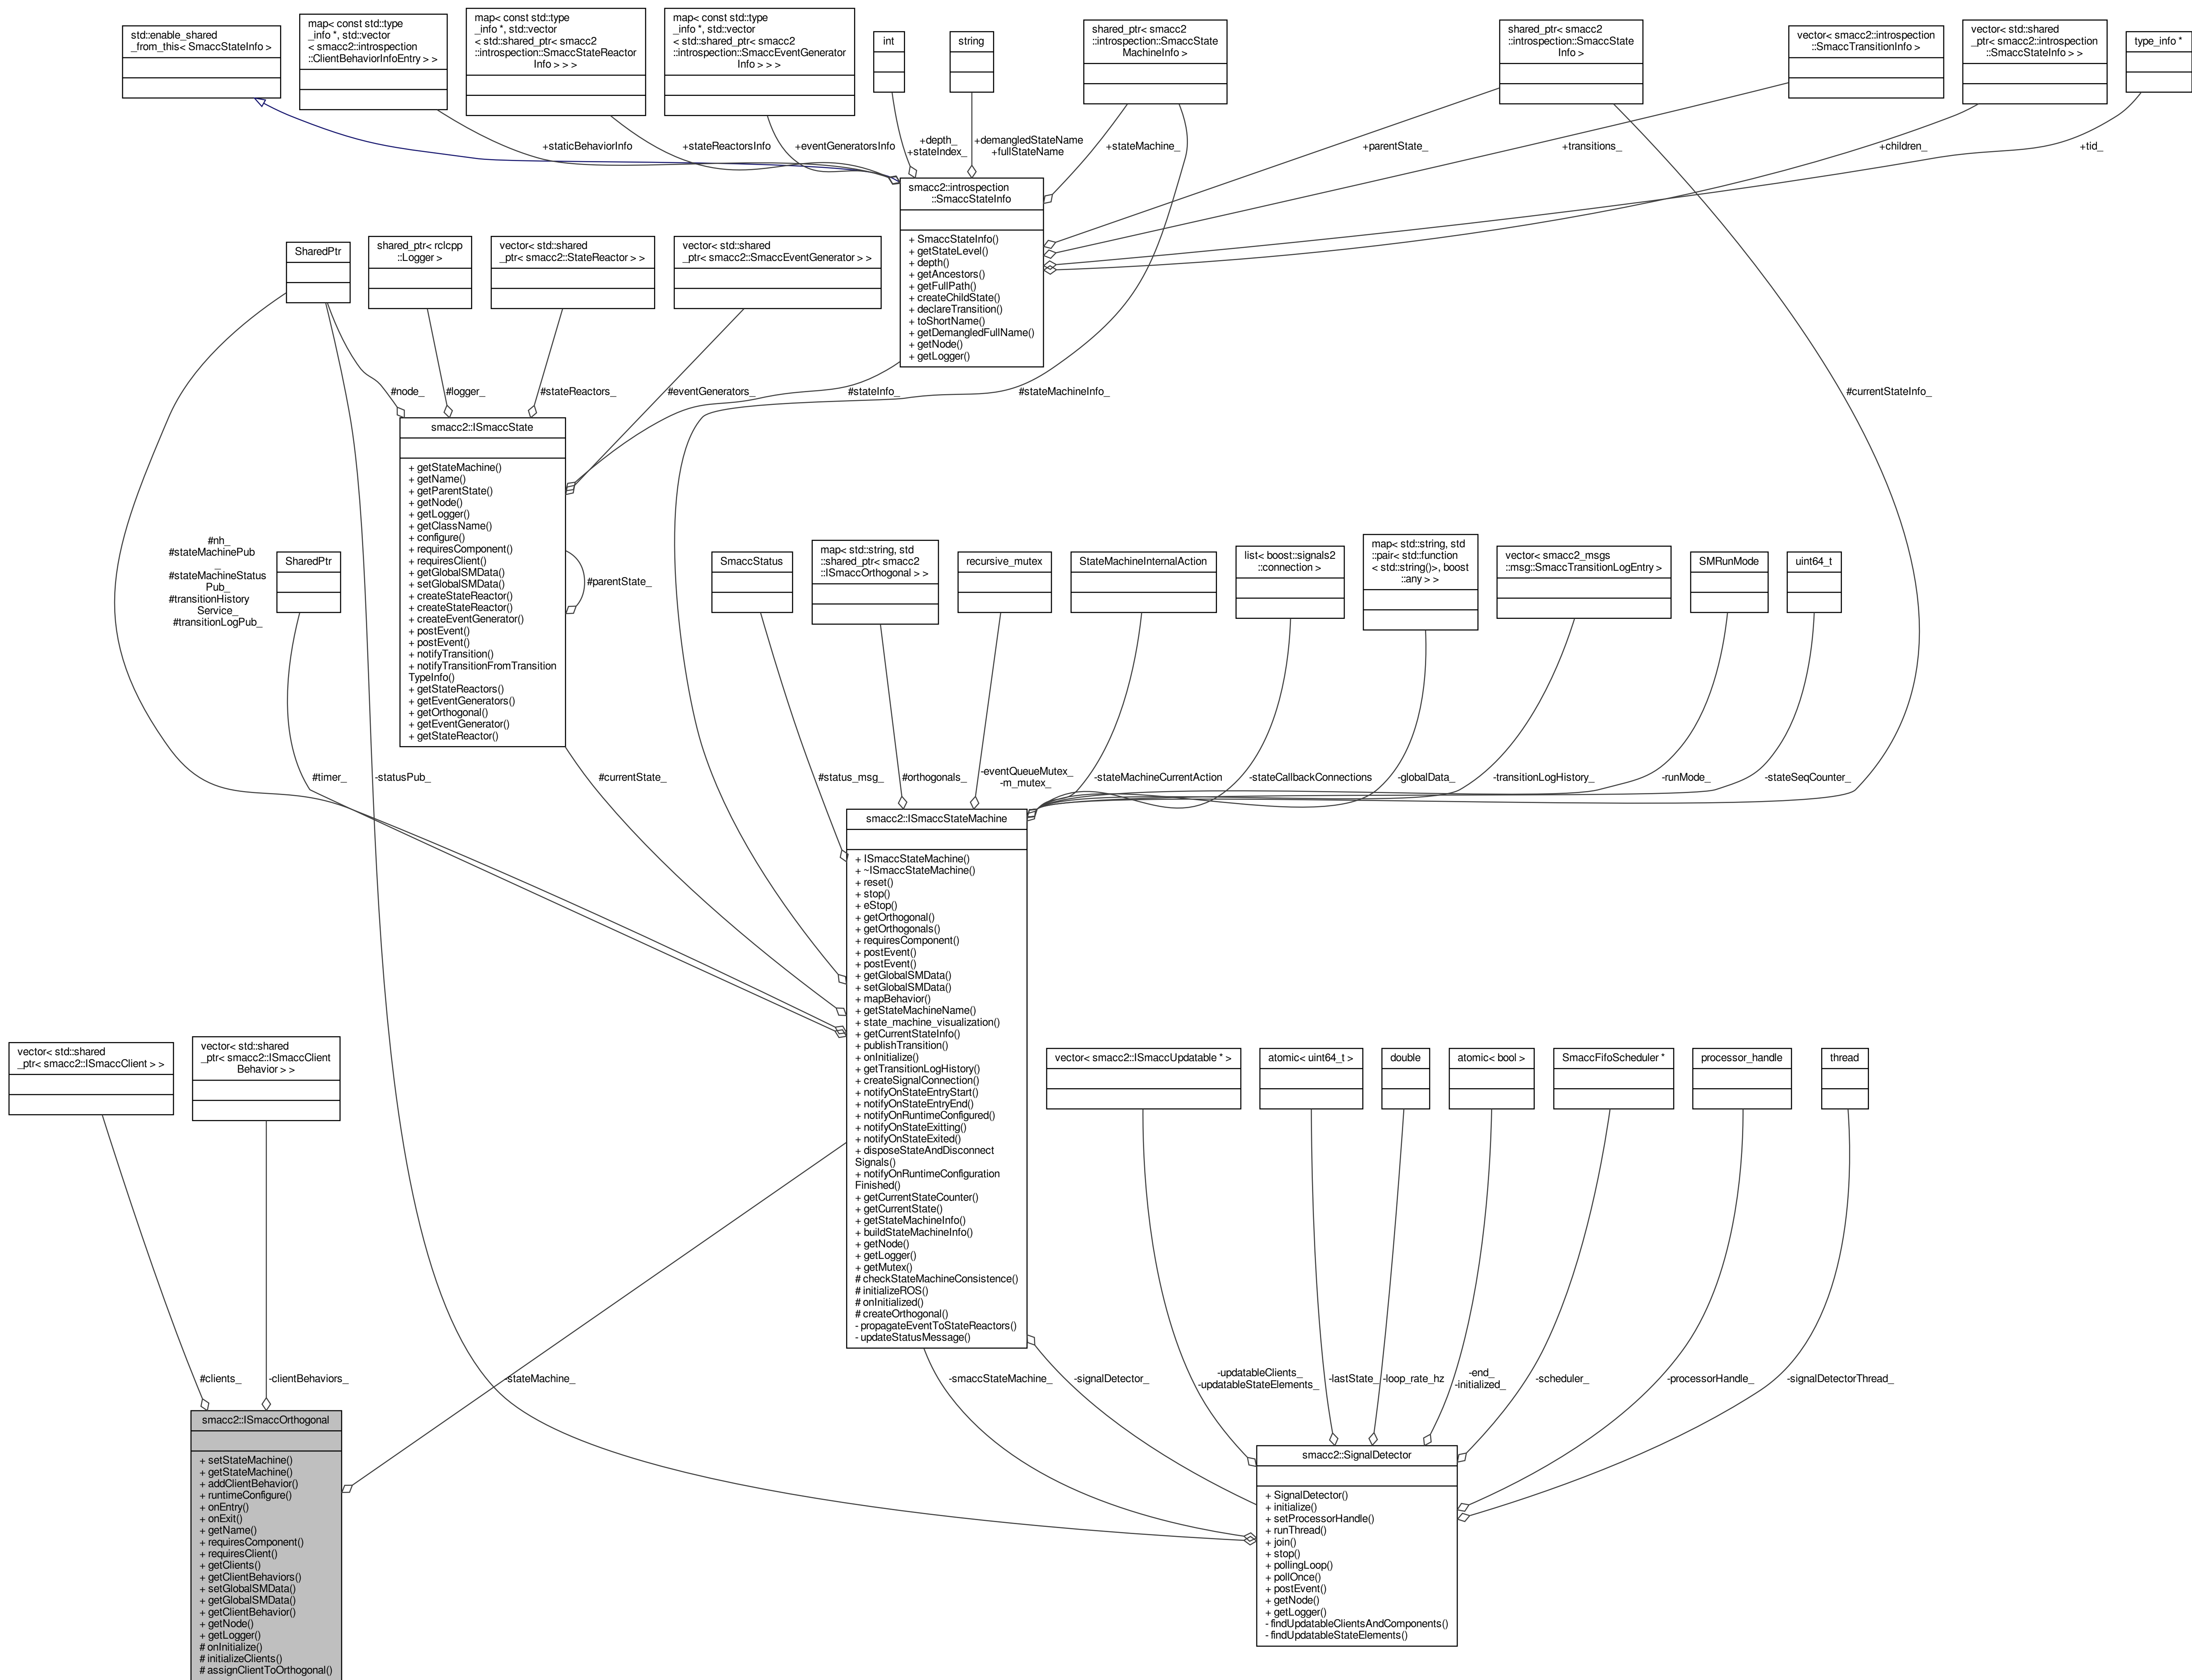 std::enable_shared
_from_this< SmaccStateInfo >
map< const std::type
_info *, std::vector
< smacc2::introspection
::ClientBehaviorInfoEntry > >
map< const std::type
_info *, std::vector
< std::shared_ptr< smacc2
::introspection::SmaccStateReactor
Info > > >
map< const std::type
_info *, std::vector
< std::shared_ptr< smacc2
::introspection::SmaccEventGenerator
Info > > >
int
string
shared_ptr< smacc2
::introspection::SmaccState
MachineInfo >
shared_ptr< smacc2
::introspection::SmaccState
Info >
vector< smacc2::introspection
::SmaccTransitionInfo >
vector< std::shared
_ptr< smacc2::introspection
::SmaccStateInfo > >
type_info *
+staticBehaviorInfo
+stateReactorsInfo
+eventGeneratorsInfo
+depth_
+stateIndex_
+demangledStateName
+fullStateName
+stateMachine_
+parentState_
+transitions_
+children_
+tid_
smacc2::introspection
::SmaccStateInfo
+ SmaccStateInfo()
+ getStateLevel()
+ depth()
+ getAncestors()
+ getFullPath()
+ createChildState()
+ declareTransition()
+ toShortName()
+ getDemangledFullName()
+ getNode()
+ getLogger()
SharedPtr
shared_ptr< rclcpp
::Logger >
vector< std::shared
_ptr< smacc2::StateReactor > >
vector< std::shared
_ptr< smacc2::SmaccEventGenerator > >
#node_
#logger_
#stateReactors_
#eventGenerators_
#stateInfo_
#stateMachineInfo_
#currentStateInfo_
smacc2::ISmaccState
+ getStateMachine()
+ getName()
+ getParentState()
+ getNode()
+ getLogger()
+ getClassName()
+ configure()
+ requiresComponent()
+ requiresClient()
+ getGlobalSMData()
+ setGlobalSMData()
+ createStateReactor()
+ createStateReactor()
+ createEventGenerator()
+ postEvent()
+ postEvent()
+ notifyTransition()
+ notifyTransitionFromTransition
TypeInfo()
+ getStateReactors()
+ getEventGenerators()
+ getOrthogonal()
+ getEventGenerator()
+ getStateReactor()
#parentState_
#nh_
#stateMachinePub
_
#stateMachineStatus
Pub_
#transitionHistory
Service_
#transitionLogPub_
SharedPtr
SmaccStatus
map< std::string, std
::shared_ptr< smacc2
::ISmaccOrthogonal > >
recursive_mutex
StateMachineInternalAction
list< boost::signals2
::connection >
map< std::string, std
::pair< std::function
< std::string()>, boost
::any > >
vector< smacc2_msgs
::msg::SmaccTransitionLogEntry >
SMRunMode
uint64_t
#timer_
-statusPub_
#currentState_
#status_msg_
#orthogonals_
-eventQueueMutex_
-m_mutex_
-stateMachineCurrentAction
-stateCallbackConnections
-globalData_
-transitionLogHistory_
-runMode_
-stateSeqCounter_
smacc2::ISmaccStateMachine
+ ISmaccStateMachine()
+ ~ISmaccStateMachine()
+ reset()
+ stop()
+ eStop()
+ getOrthogonal()
+ getOrthogonals()
+ requiresComponent()
+ postEvent()
+ postEvent()
+ getGlobalSMData()
+ setGlobalSMData()
+ mapBehavior()
+ getStateMachineName()
+ state_machine_visualization()
+ getCurrentStateInfo()
+ publishTransition()
+ onInitialize()
+ getTransitionLogHistory()
+ createSignalConnection()
+ notifyOnStateEntryStart()
+ notifyOnStateEntryEnd()
+ notifyOnRuntimeConfigured()
+ notifyOnStateExitting()
+ notifyOnStateExited()
+ disposeStateAndDisconnect
Signals()
+ notifyOnRuntimeConfiguration
Finished()
+ getCurrentStateCounter()
+ getCurrentState()
+ getStateMachineInfo()
+ buildStateMachineInfo()
+ getNode()
+ getLogger()
+ getMutex()
# checkStateMachineConsistence()
# initializeROS()
# onInitialized()
# createOrthogonal()
- propagateEventToStateReactors()
- updateStatusMessage()
vector< std::shared
_ptr< smacc2::ISmaccClient > >
vector< std::shared
_ptr< smacc2::ISmaccClient
Behavior > >
vector< smacc2::ISmaccUpdatable * >
atomic< uint64_t >
double
atomic< bool >
SmaccFifoScheduler *
processor_handle
thread
#clients_
-clientBehaviors_
-stateMachine_
-smaccStateMachine_
-signalDetector_
-updatableClients_
-updatableStateElements_
-lastState_
-loop_rate_hz
-end_
-initialized_
-scheduler_
-processorHandle_
-signalDetectorThread_
smacc2::ISmaccOrthogonal
+ setStateMachine()
+ getStateMachine()
+ addClientBehavior()
+ runtimeConfigure()
+ onEntry()
+ onExit()
+ getName()
+ requiresComponent()
+ requiresClient()
+ getClients()
+ getClientBehaviors()
+ setGlobalSMData()
+ getGlobalSMData()
+ getClientBehavior()
+ getNode()
+ getLogger()
# onInitialize()
# initializeClients()
# assignClientToOrthogonal()
smacc2::SignalDetector
+ SignalDetector()
+ initialize()
+ setProcessorHandle()
+ runThread()
+ join()
+ stop()
+ pollingLoop()
+ pollOnce()
+ postEvent()
+ getNode()
+ getLogger()
- findUpdatableClientsAndComponents()
- findUpdatableStateElements()